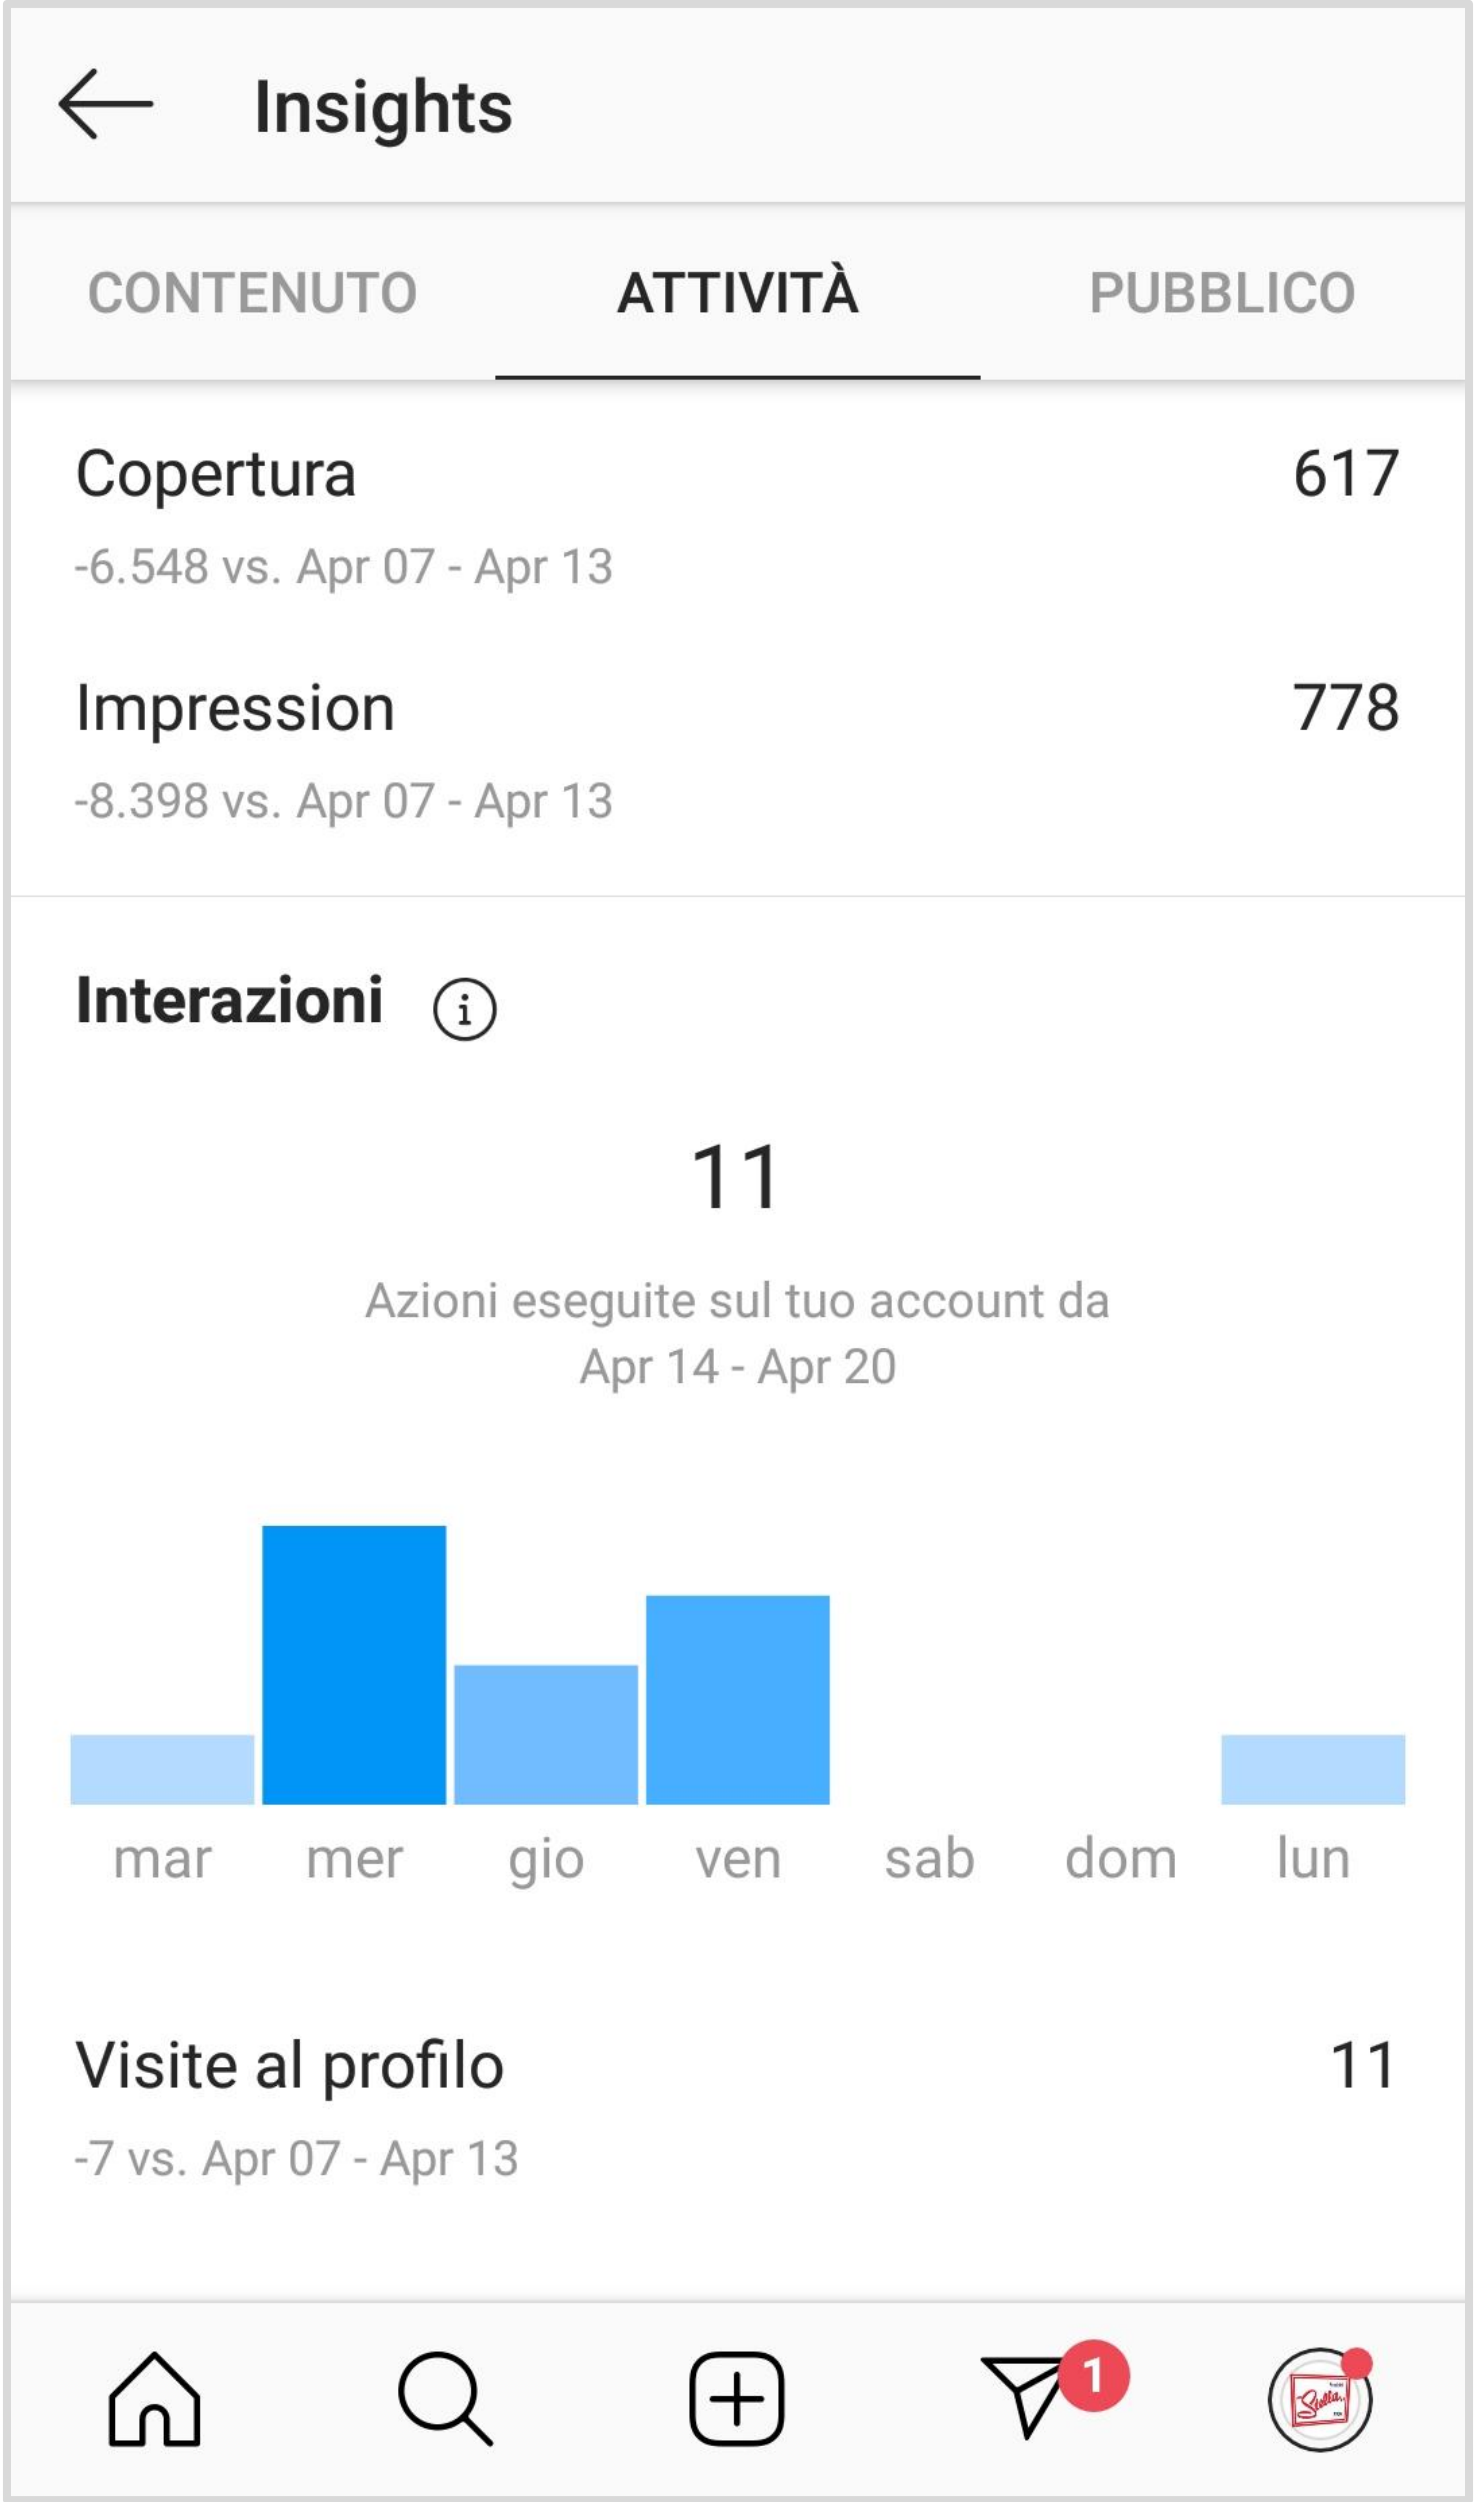 Insights
CONTENUTO ATTIVITÀ PUBBLICO
Copertura 617
-6.548 vs. Apr 07 - Apr 13
Impression 778
-8.398 vs. Apr 07 - Apr 13
Interazioni
11
Azioni eseguite sul tuo account da
Apr 14 - Apr 20
mar mer gio ven sab dom lun
Visite al profilo 11
-7 vs. Apr 07 - Apr 13
1
Stella